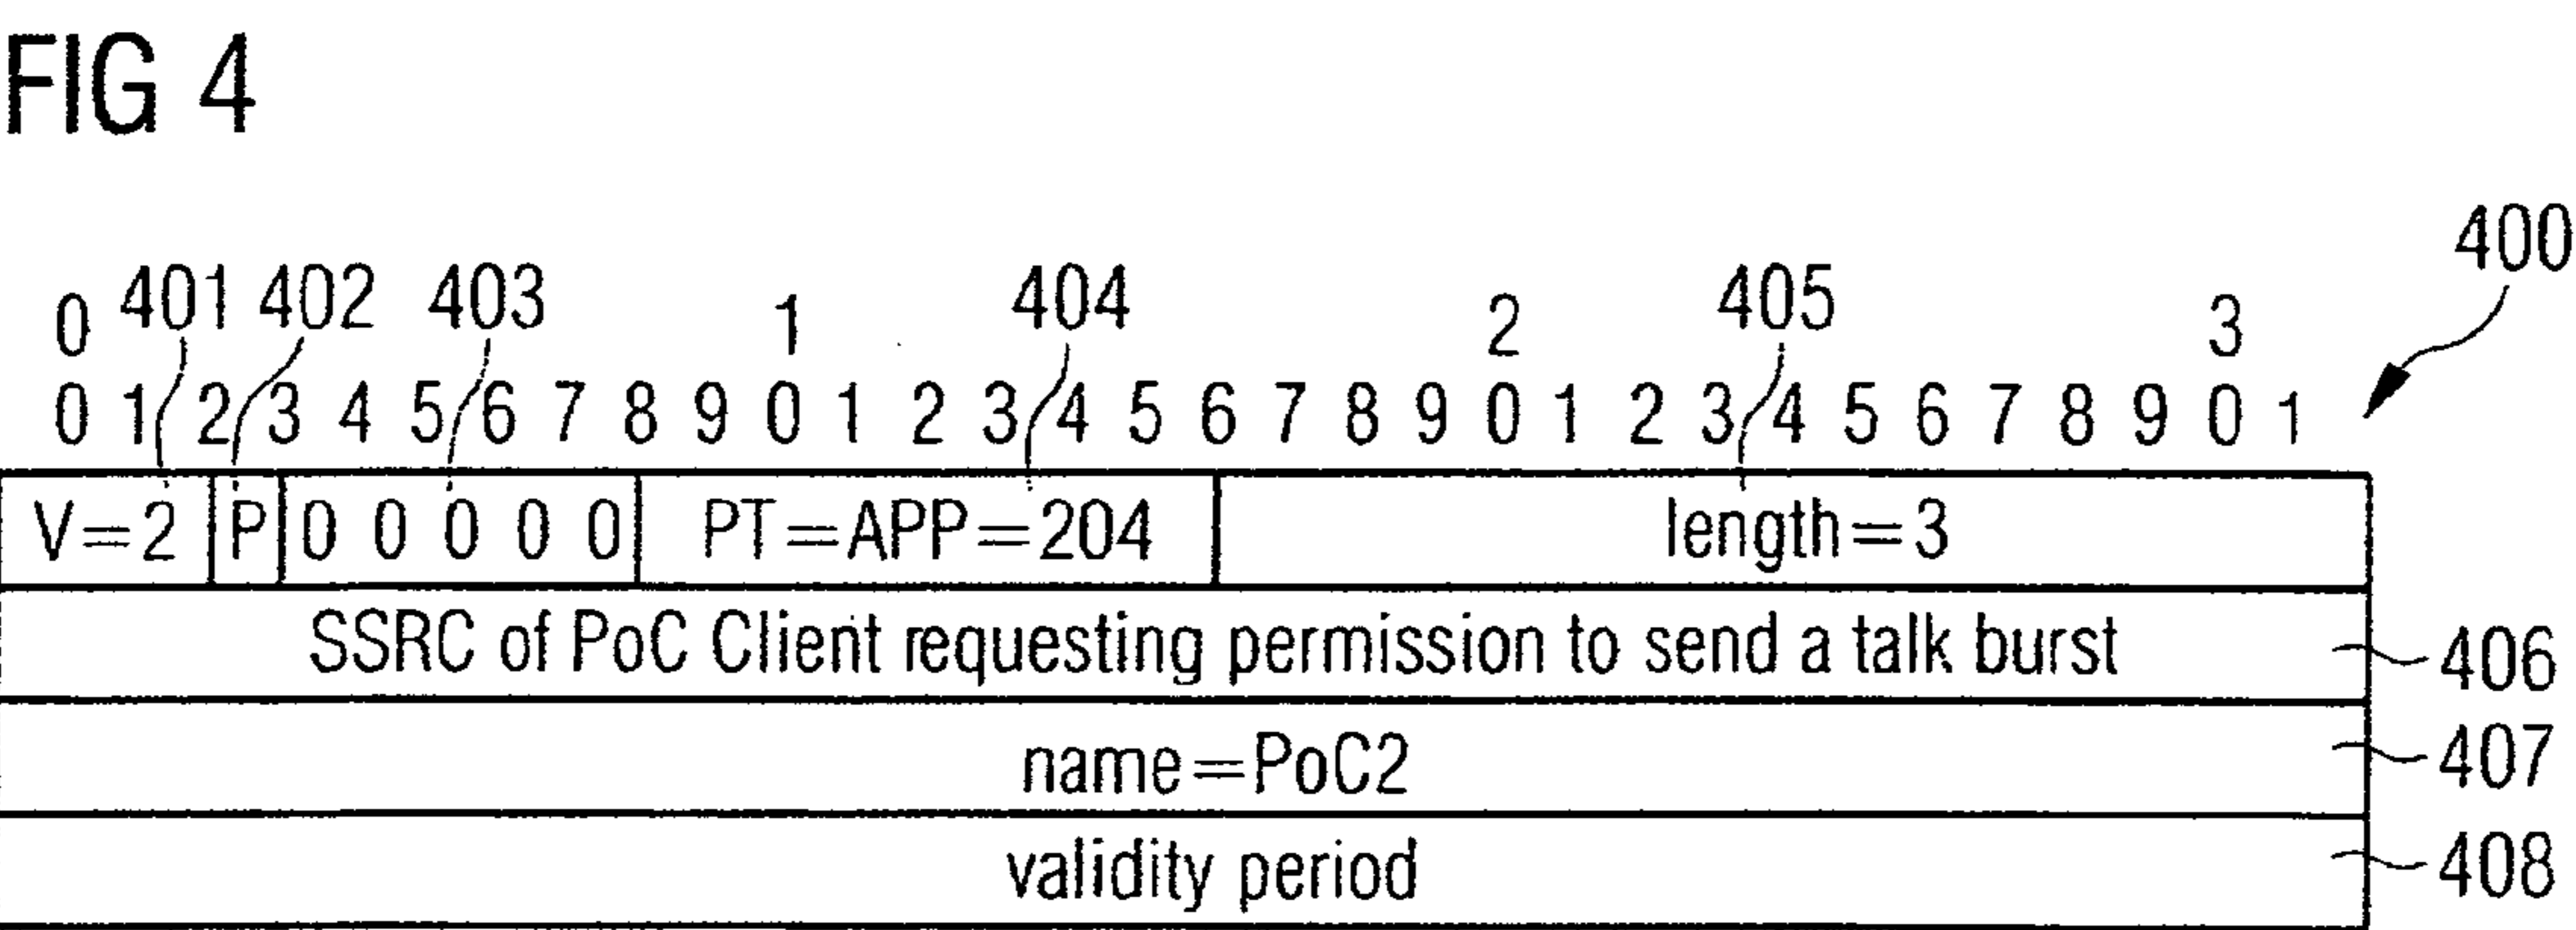 FIG 4
400
401 402 403 404 405
0 1 2 3
0 1 2 3 4 5 6 7 8 9 0 1 2 3 4 5 6 7 8 9 0 1 2 3 4 5 6 7 8 9 0 1
V=2 P 0 0 0 0 0 PT=APP=204 length=3
SSRC of PoC Client requesting permission to send a talk burst 406
name=PoC2 407
validity period 408